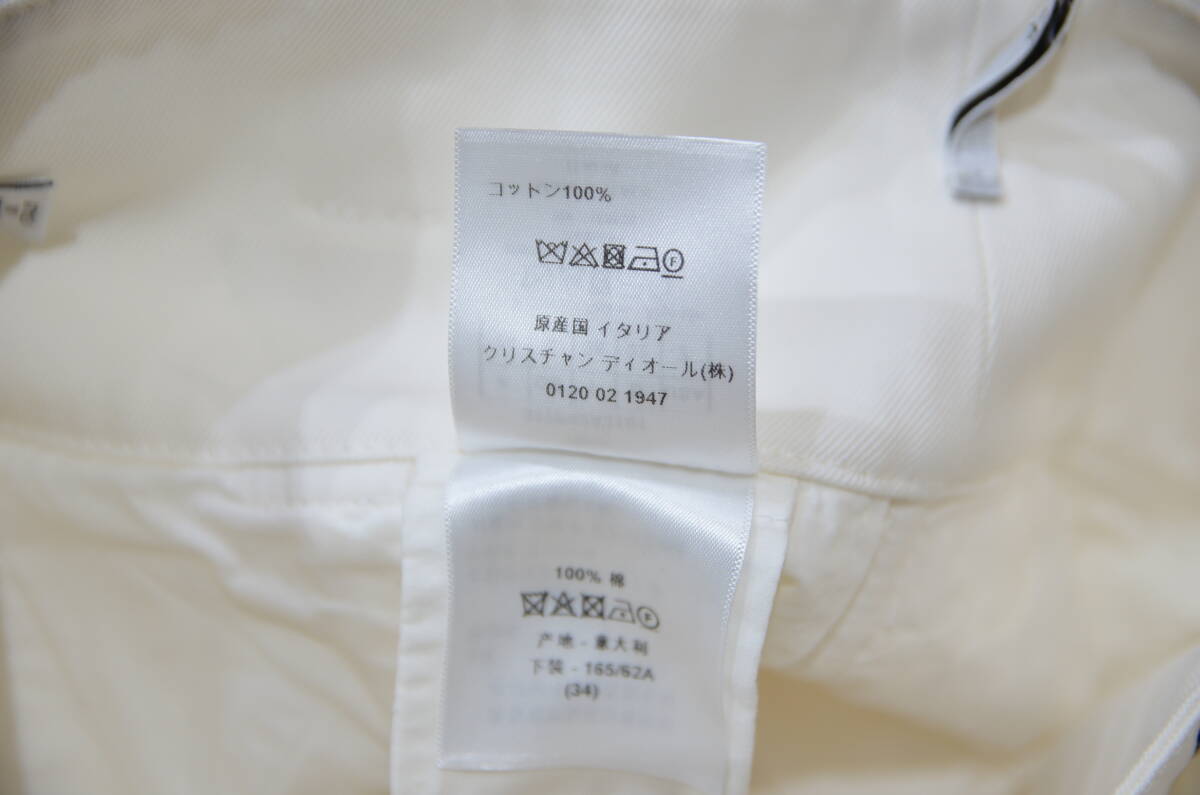 コットン100%
F
原産国 イタリア
クリスチャン ディオール(株)
0120 02 1947
100% 棉
F
产地 - 意大利
下装 - 165/62A
(34)